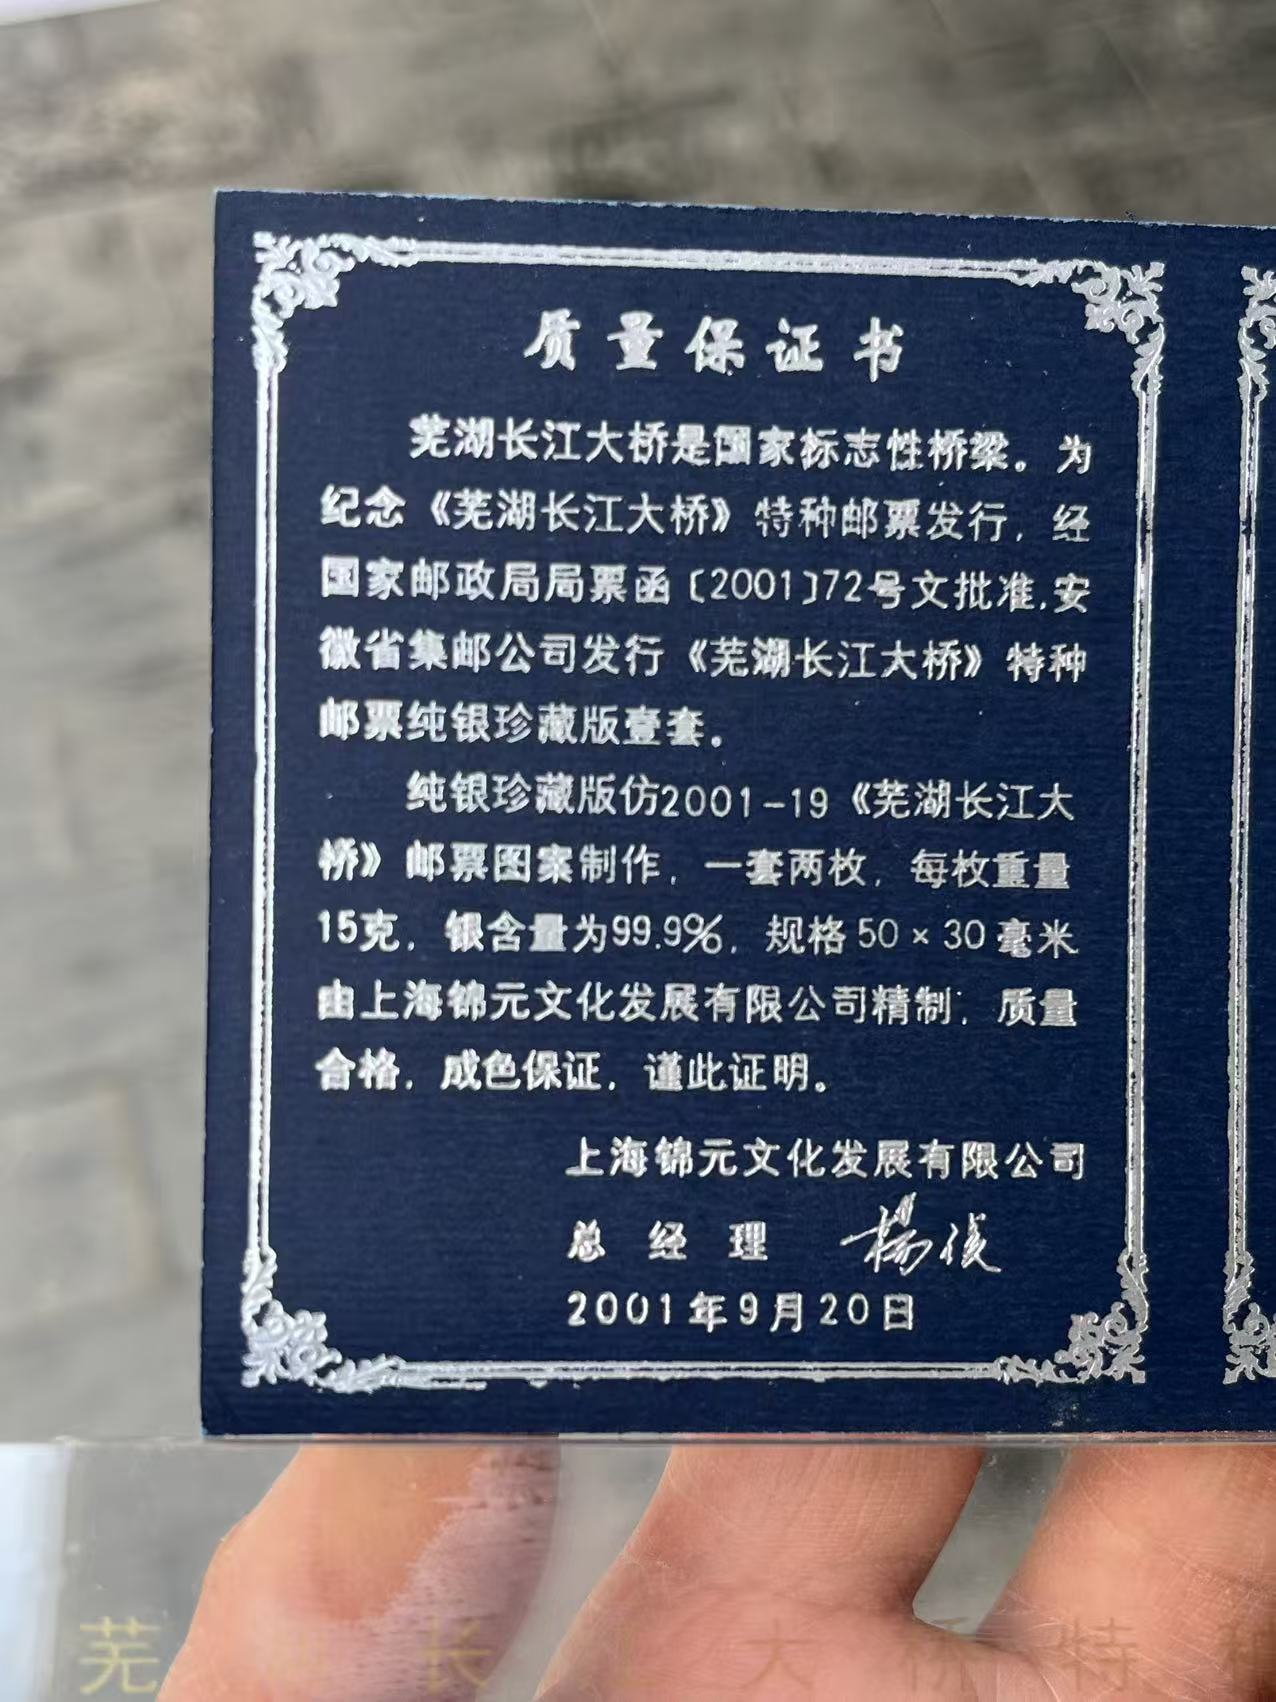 质量保证书
芜湖长江大桥是国家标志性桥梁。为
纪念《芜湖长江大桥》特种邮票发行，经
国家邮政局局票函〔2001〕72号文批准,安
徽省集邮公司发行《芜湖长江大桥》特种
邮票纯银珍藏版壹套。
纯银珍藏版仿2001-19《芜湖长江大
桥》邮票图案制作，一套两枚，每枚重量
15克，银含量为99.9%，规格50×30毫米
由上海锦元文化发展有限公司精制；质量
合格，成色保证，谨此证明。
上海锦元文化发展有限公司
总经理 杨俊
2001年9月20日
芜 长 大桥特种